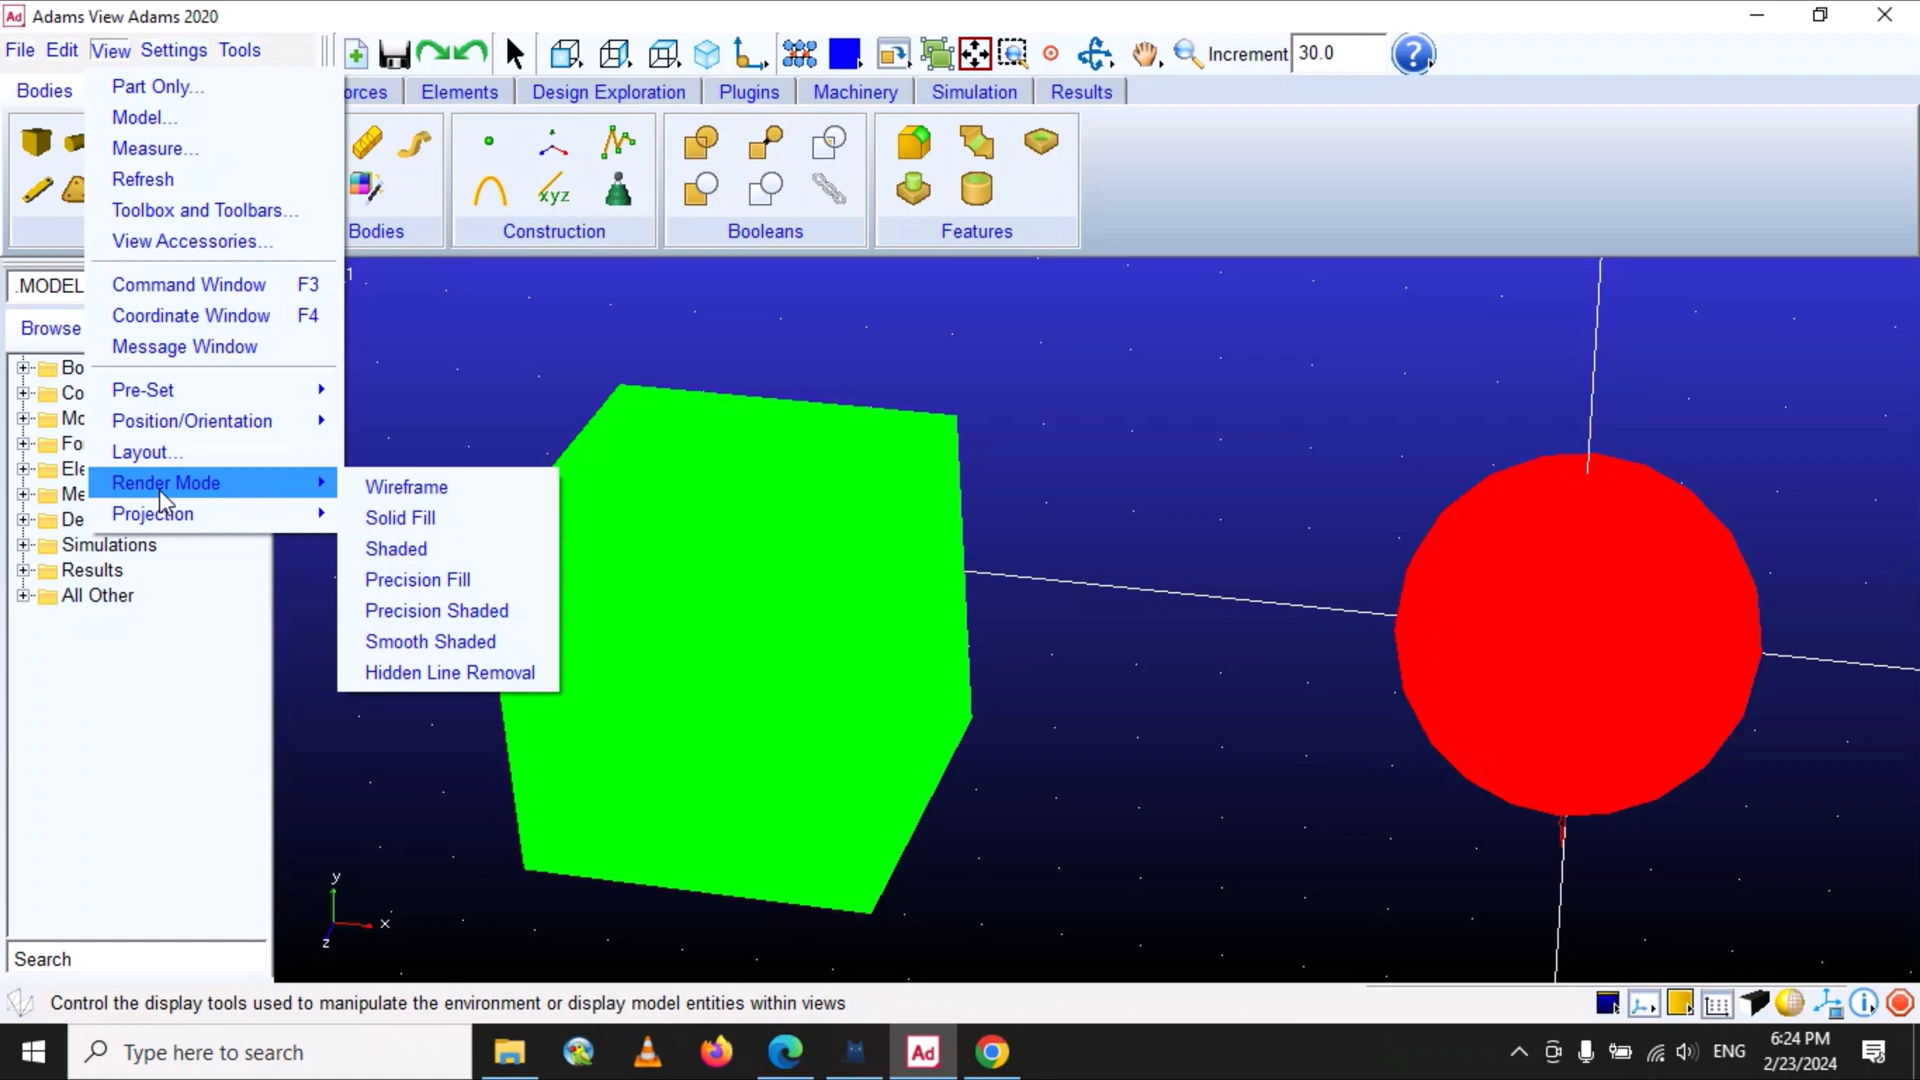 Adams View Adams 2020
File Edit View Settings Tools
Increment 30.0
Bodies orces Elements Design Exploration Plugins Machinery Simulation Results
Bodies Construction Booleans Features
xyz
Part Only...
Model...
Measure...
Refresh
Toolbox and Toolbars...
View Accessories...
Command Window F3
Coordinate Window F4
Message Window
Pre-Set
Position/Orientation
Layout...
Render Mode
Projection
Wireframe
Solid Fill
Shaded
Precision Fill
Precision Shaded
Smooth Shaded
Hidden Line Removal
.MODEL
1
Browse
Bo
Co
Mo
Fo
Ele
Me
De
Simulations
Results
All Other
Search
y
x
z
Control the display tools used to manipulate the environment or display model entities within views
Type here to search
Ad
ENG
6:24 PM
2/23/2024